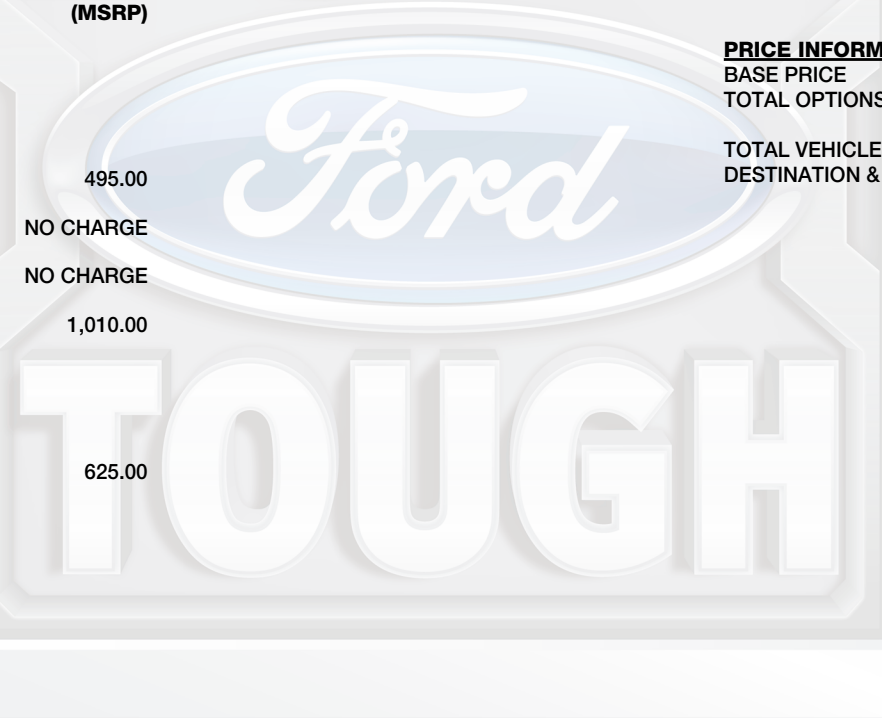 (MSRP)
495.00
NO CHARGE
NO CHARGE
1,010.00
625.00
PRICE INFORM
BASE PRICE
TOTAL OPTIONS
TOTAL VEHICLE
DESTINATION &
Ford
TOUGH